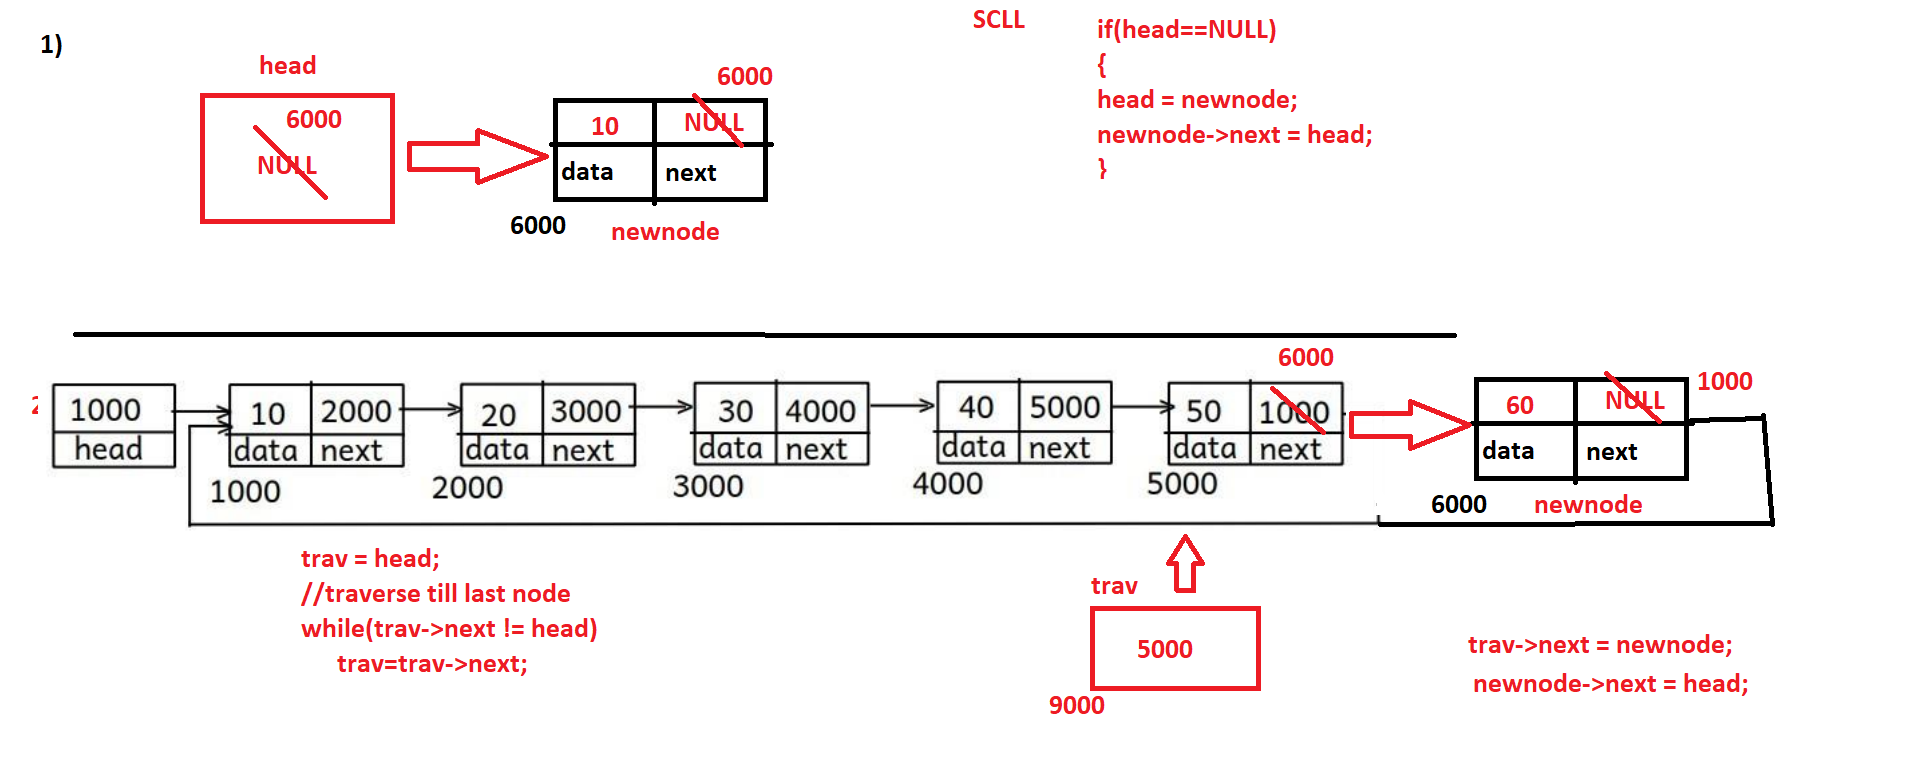 SCLL
1)
if(head==NULL)
{
head = newnode;
newnode->next = head;
}
head
6000
NULL
6000
10 NULL
data next
6000 newnode
6000
1000
head
10 2000
data next
1000
20 3000
data next
2000
30 4000
data next
3000
40 5000
data next
4000
50 1000
data next
5000
1000
60 NULL
data next
6000 newnode
trav = head;
//traverse till last node
while(trav->next != head)
trav=trav->next;
trav
5000
9000
trav->next = newnode;
newnode->next = head;